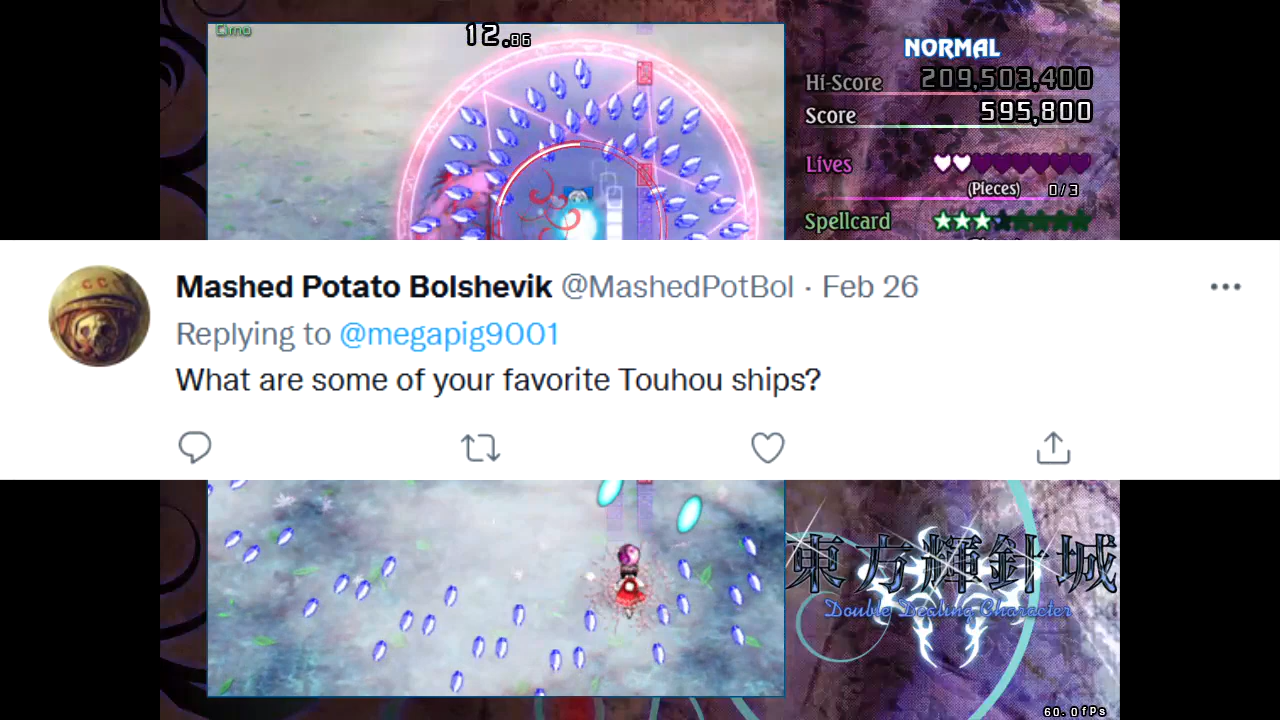 Cirno
12.86
NORMAL
Hi-Score 209,503,400
Score 595,800
Lives
(Pieces) 0/3
Spellcard
Mashed Potato Bolshevik @MashedPotBol · Feb 26
Replying to @megapig9001
What are some of your favorite Touhou ships?
東方輝針城
Double Dealing Character
60.0fps